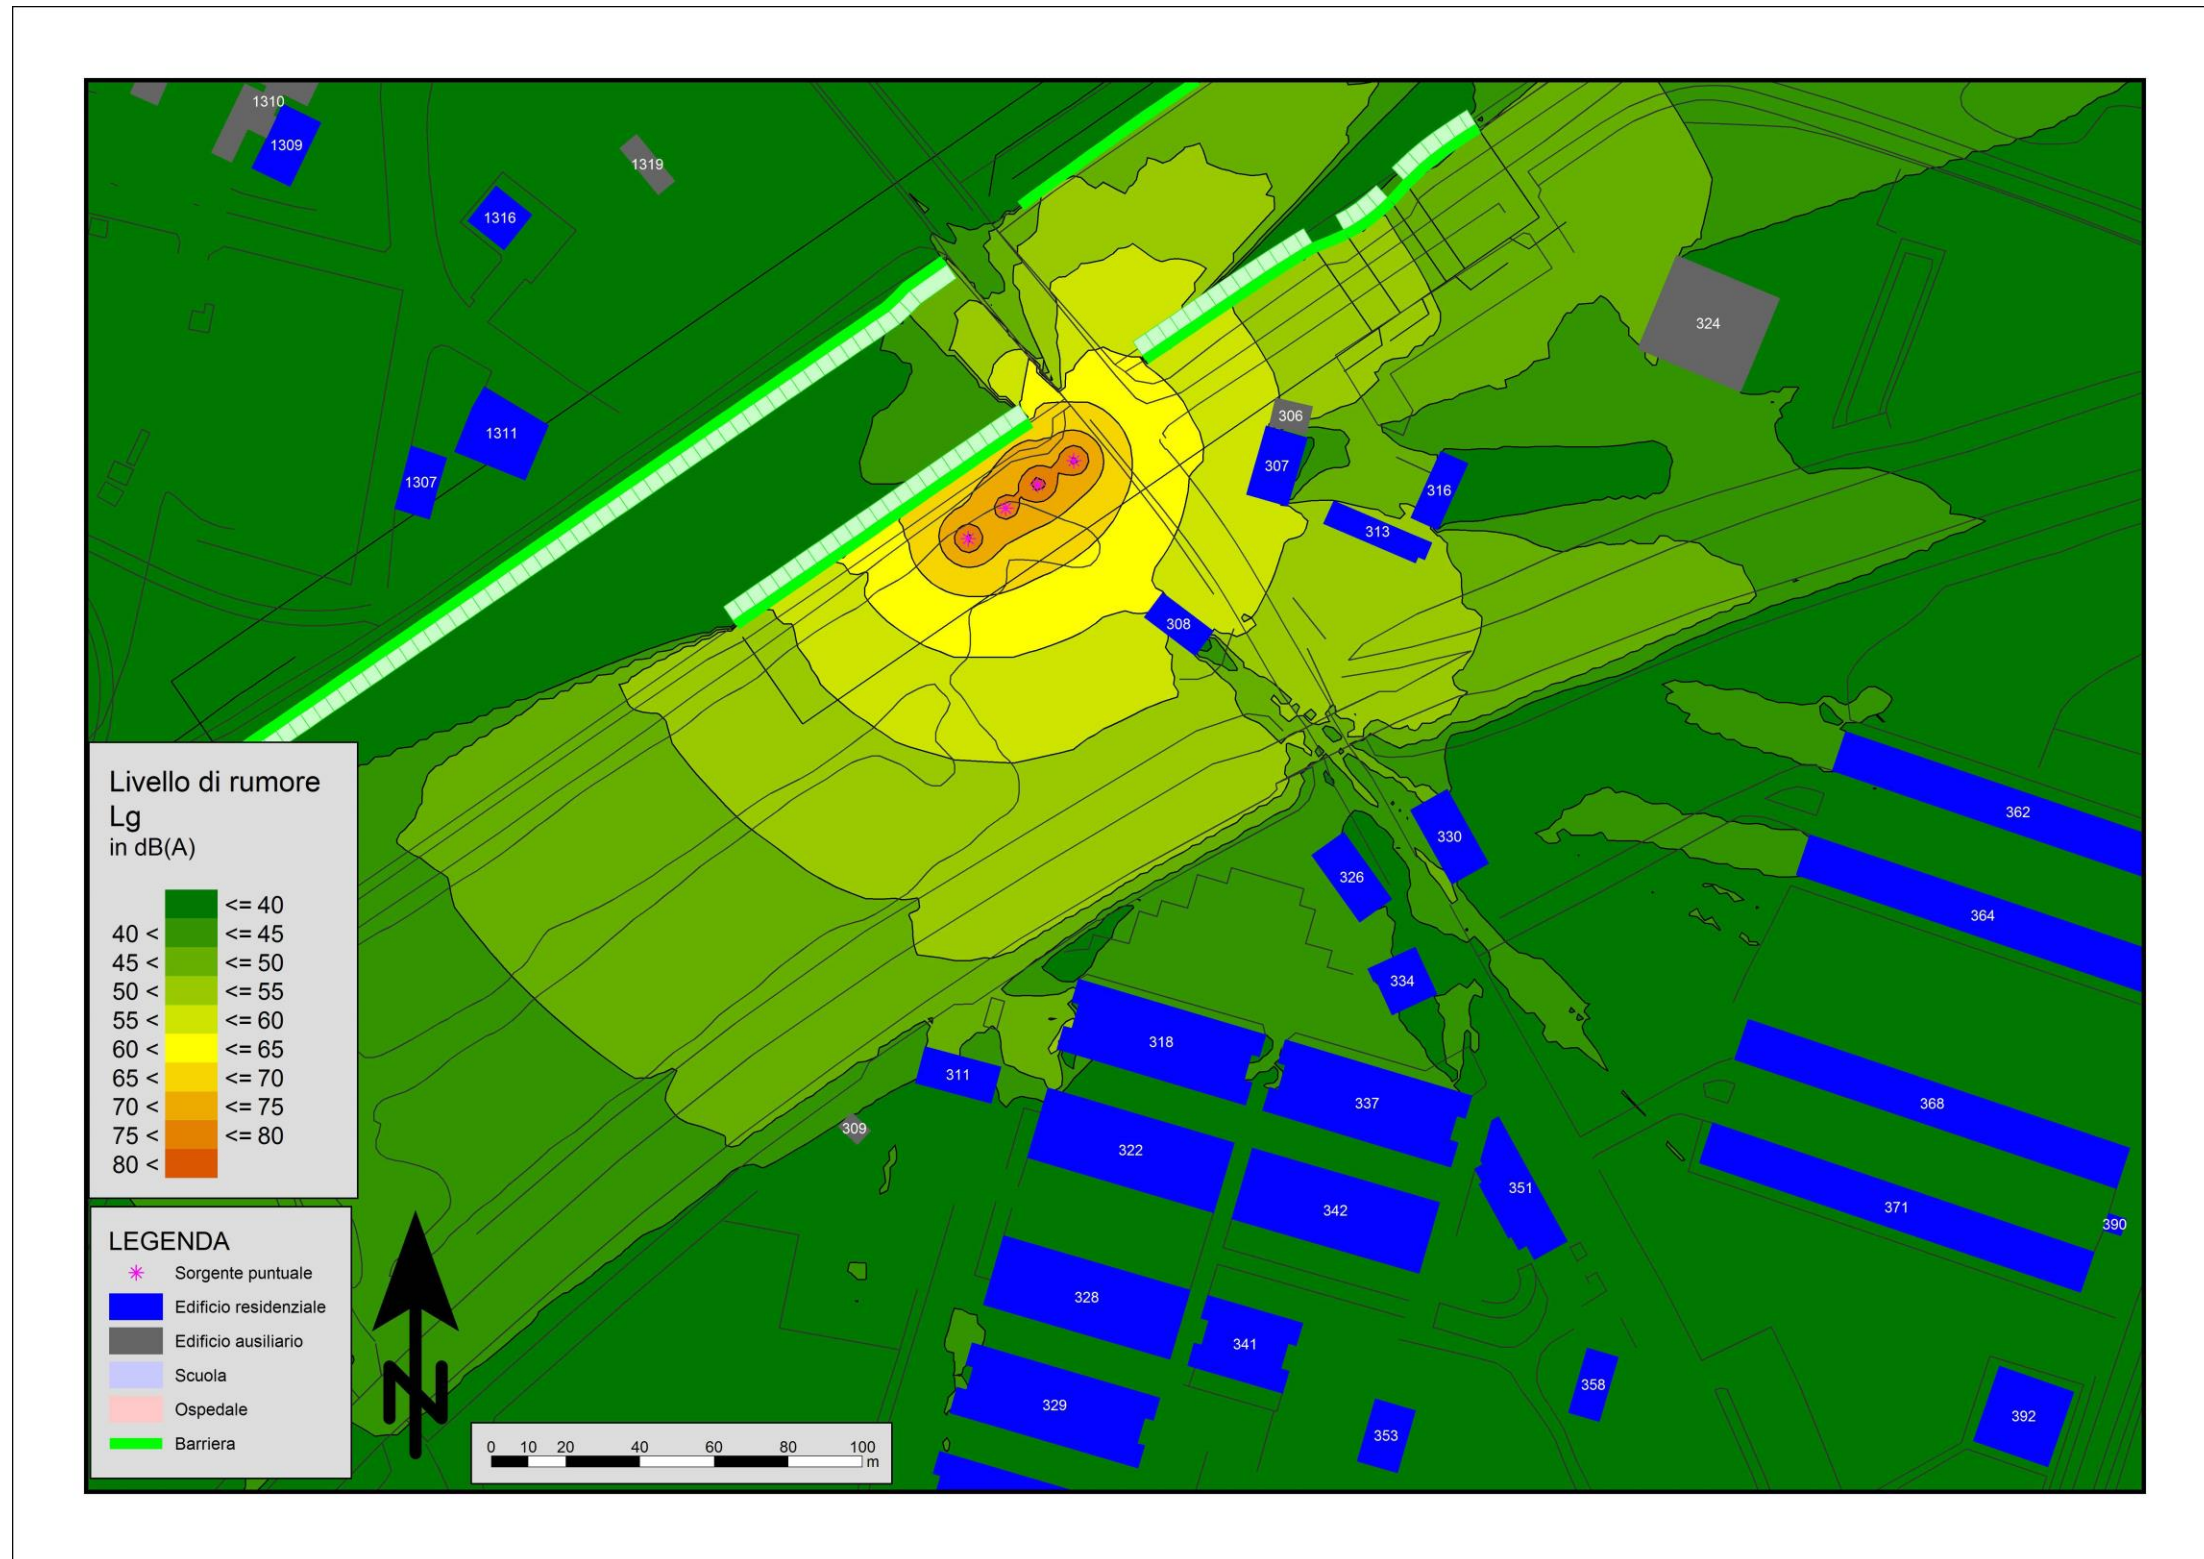 1310
1309
1319
1316
324
306
1311
307
1307
316
313
308
362
330
326
364
334
318
311
337
368
309
322
351
371
342
390
328
341
358
329
392
353
Livello di rumore
Lg
in dB(A)
<= 40
40 < <= 45
45 < <= 50
50 < <= 55
55 < <= 60
60 < <= 65
65 < <= 70
70 < <= 75
75 < <= 80
80 <
LEGENDA
Sorgente puntuale
Edificio residenziale
Edificio ausiliario
Scuola
Ospedale
Barriera
N
0 10 20 40 60 80 100
m